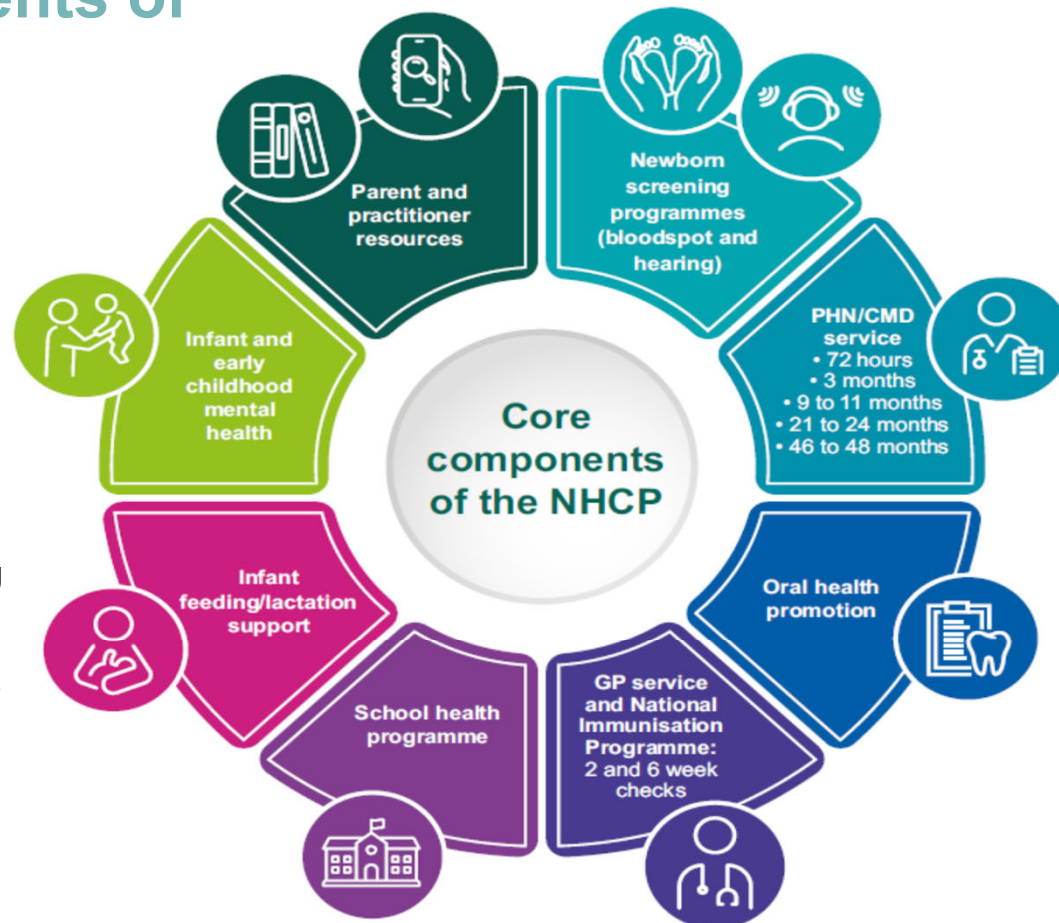 Core
components
of the NHCP
Newborn
screening
programmes
(bloodspot and
hearing)
PHN/CMD
service
• 72 hours
• 3 months
• 9 to 11 months
• 21 to 24 months
• 46 to 48 months
Oral health
promotion
GP service
and National
Immunisation
Programme:
2 and 6 week
checks
School health
programme
Infant
feeding/lactation
support
Infant and
early
childhood
mental
health
Parent and
practitioner
resources